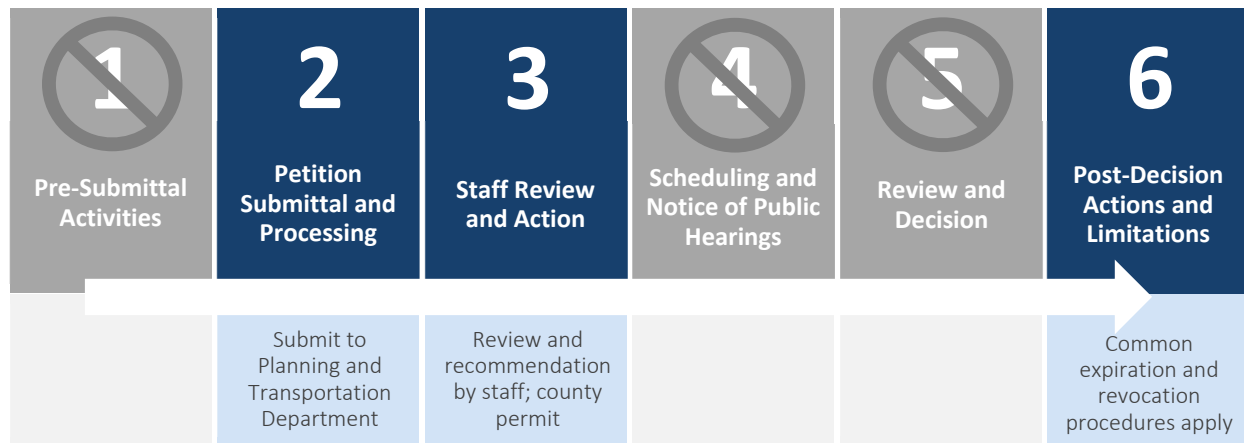 1
Pre-Submittal
Activities
2
Petition
Submittal and
Processing
Submit to
Planning and
Transportation
Department
3
Staff Review
and Action
Review and
recommendation
by staff; county
permit
4
Scheduling and
Notice of Public
Hearings
5
Review and
Decision
6
Post-Decision
Actions and
Limitations
Common
expiration and
revocation
procedures apply